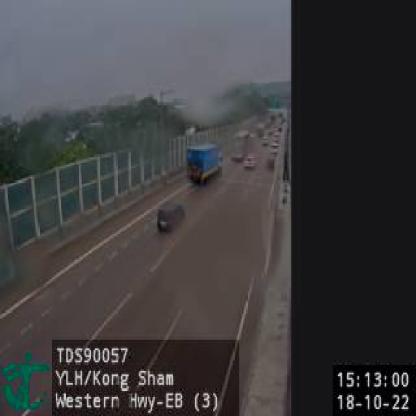 TDS90057
YLH/Kong Sham
Western Hwy-EB (3)
15:13:00
18-10-22